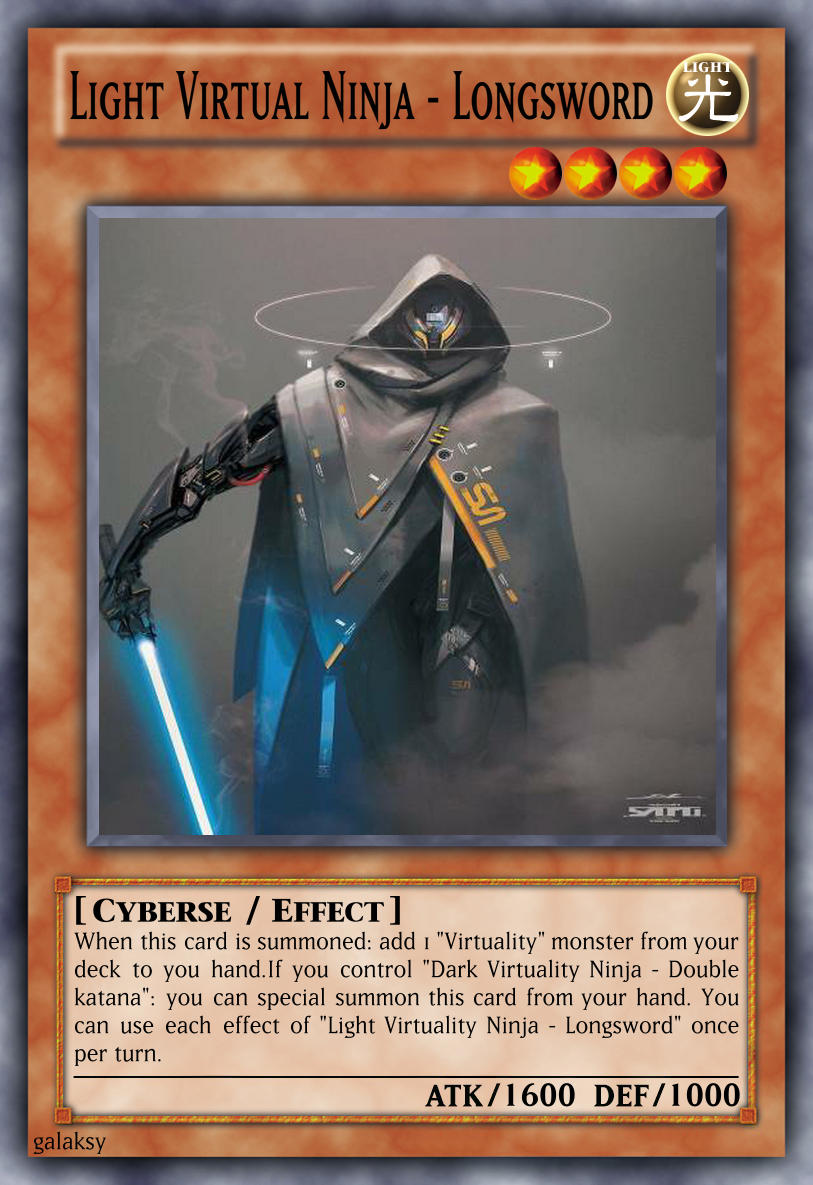 Light Virtual Ninja - Longsword
LIGHT
光
[ Cyberse / Effect ]
When this card is summoned: add 1 "Virtuality" monster from your
deck to you hand.If you control "Dark Virtuality Ninja - Double
katana": you can special summon this card from your hand. You
can use each effect of "Light Virtuality Ninja - Longsword" once
per turn.
ATK/1600 DEF/1000
galaksy